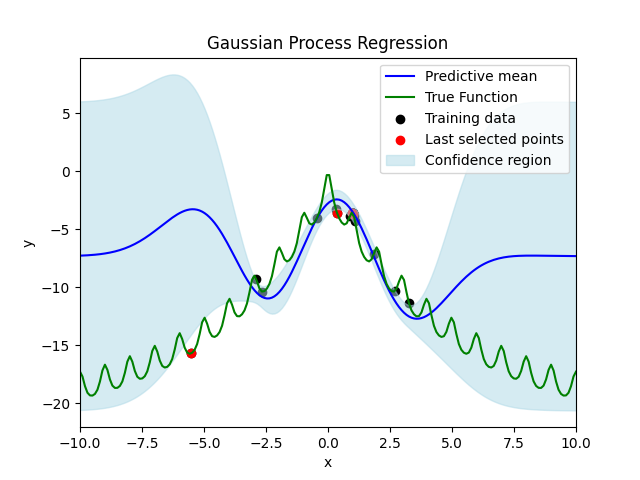 Gaussian Process Regression
Predictive mean
True Function
Training data
Last selected points
Confidence region
y
5
0
−5
−10
−15
−20
−10.0 −7.5 −5.0 −2.5 0.0 2.5 5.0 7.5 10.0
x